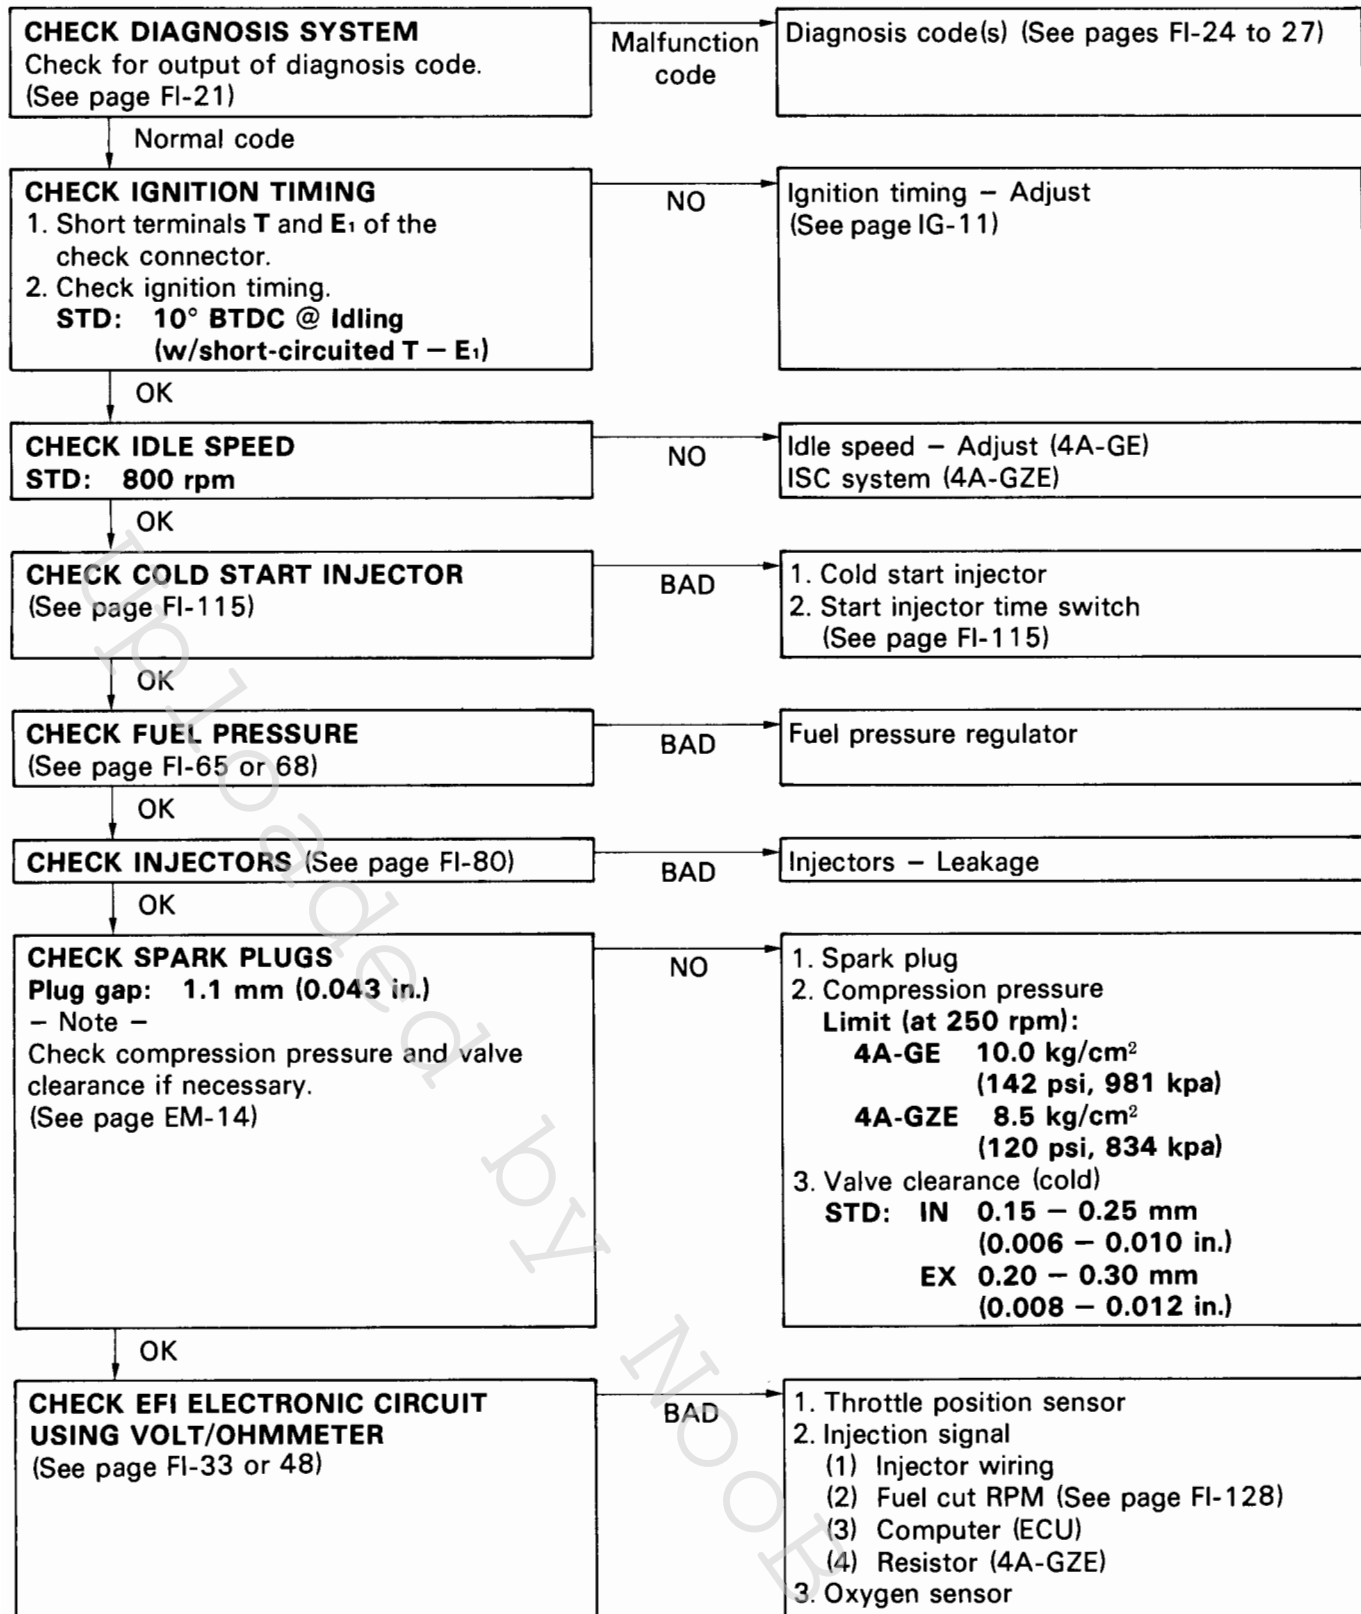 CHECK DIAGNOSIS SYSTEM
Check for output of diagnosis code.
(See page FI-21)
Malfunction
code
Diagnosis code(s) (See pages FI-24 to 27)
Normal code
CHECK IGNITION TIMING
1. Short terminals T and E₁ of the
check connector.
2. Check ignition timing.
STD: 10° BTDC @ Idling
(w/short-circuited T – E₁)
NO
Ignition timing – Adjust
(See page IG-11)
OK
CHECK IDLE SPEED
STD: 800 rpm
NO
Idle speed – Adjust (4A-GE)
ISC system (4A-GZE)
OK
CHECK COLD START INJECTOR
(See page FI-115)
BAD
1. Cold start injector
2. Start injector time switch
(See page FI-115)
OK
CHECK FUEL PRESSURE
(See page FI-65 or 68)
BAD
Fuel pressure regulator
OK
CHECK INJECTORS (See page FI-80)
BAD
Injectors – Leakage
OK
CHECK SPARK PLUGS
Plug gap: 1.1 mm (0.043 in.)
– Note –
Check compression pressure and valve
clearance if necessary.
(See page EM-14)
NO
1. Spark plug
2. Compression pressure
Limit (at 250 rpm):
4A-GE 10.0 kg/cm²
(142 psi, 981 kpa)
4A-GZE 8.5 kg/cm²
(120 psi, 834 kpa)
3. Valve clearance (cold)
STD: IN 0.15 – 0.25 mm
(0.006 – 0.010 in.)
EX 0.20 – 0.30 mm
(0.008 – 0.012 in.)
OK
CHECK EFI ELECTRONIC CIRCUIT
USING VOLT/OHMMETER
(See page FI-33 or 48)
BAD
1. Throttle position sensor
2. Injection signal
(1) Injector wiring
(2) Fuel cut RPM (See page FI-128)
(3) Computer (ECU)
(4) Resistor (4A-GZE)
3. Oxygen sensor
Uploaded by NooB